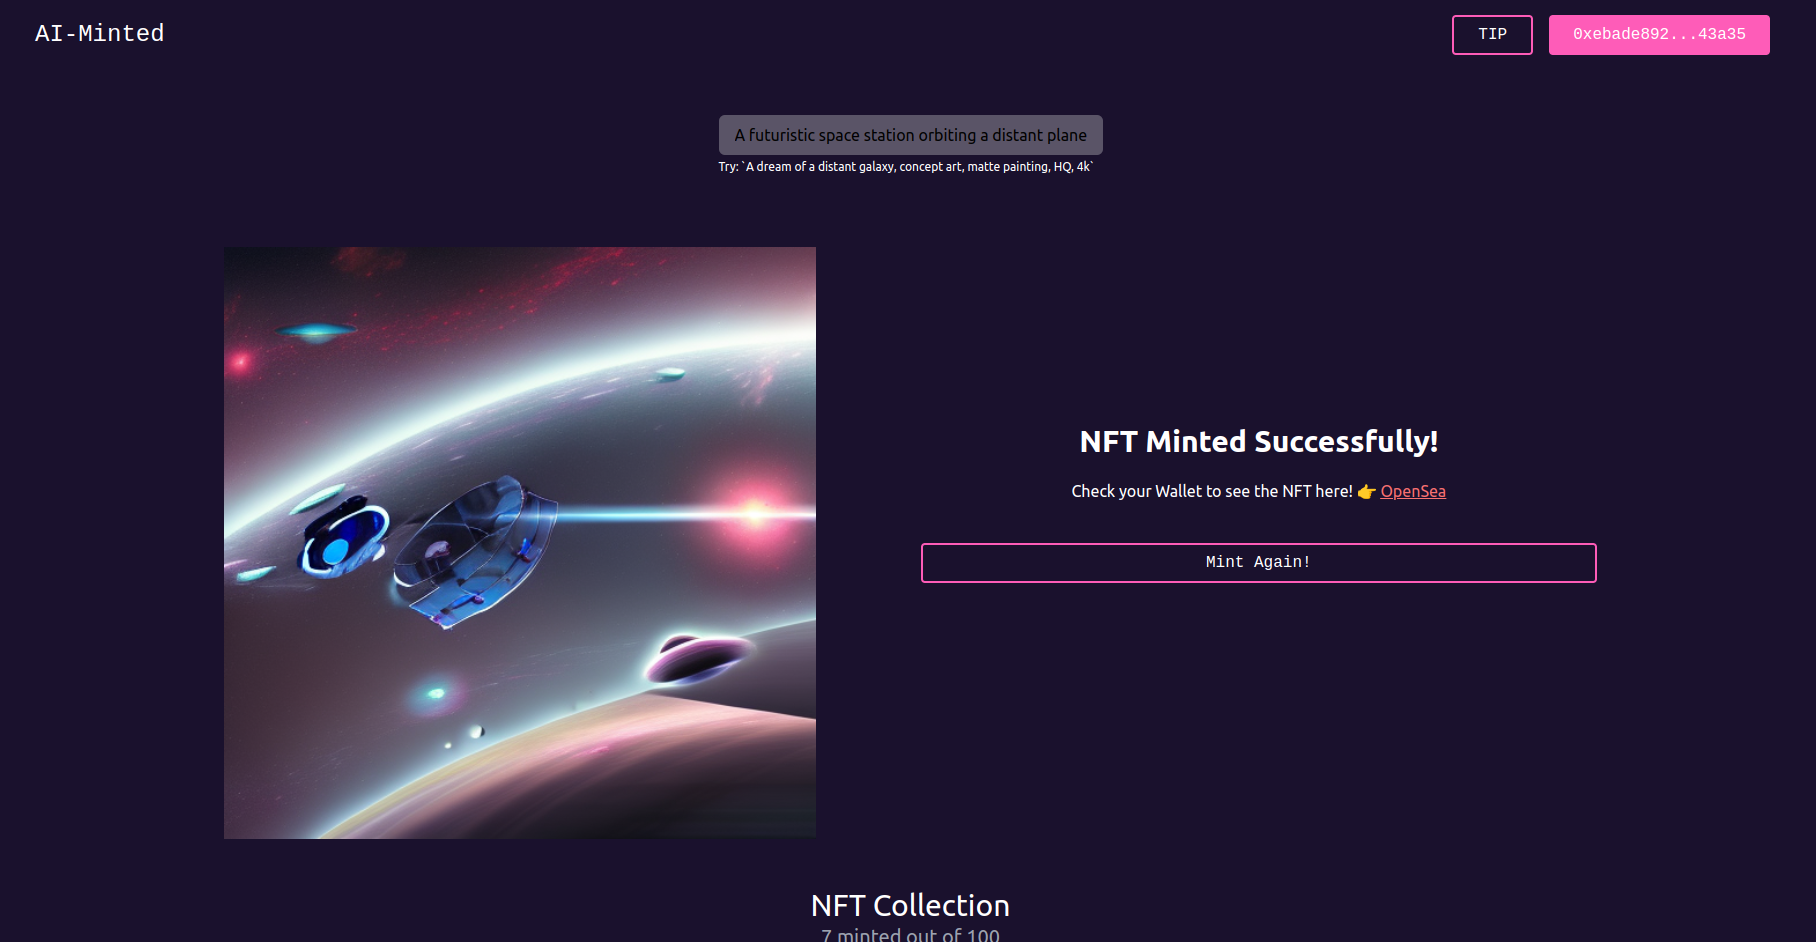 AI-Minted
TIP
0xebade892...43a35
A futuristic space station orbiting a distant plane
Try: `A dream of a distant galaxy, concept art, matte painting, HQ, 4k`
NFT Minted Successfully!
Check your Wallet to see the NFT here! 👉 OpenSea
Mint Again!
NFT Collection
7 minted out of 100